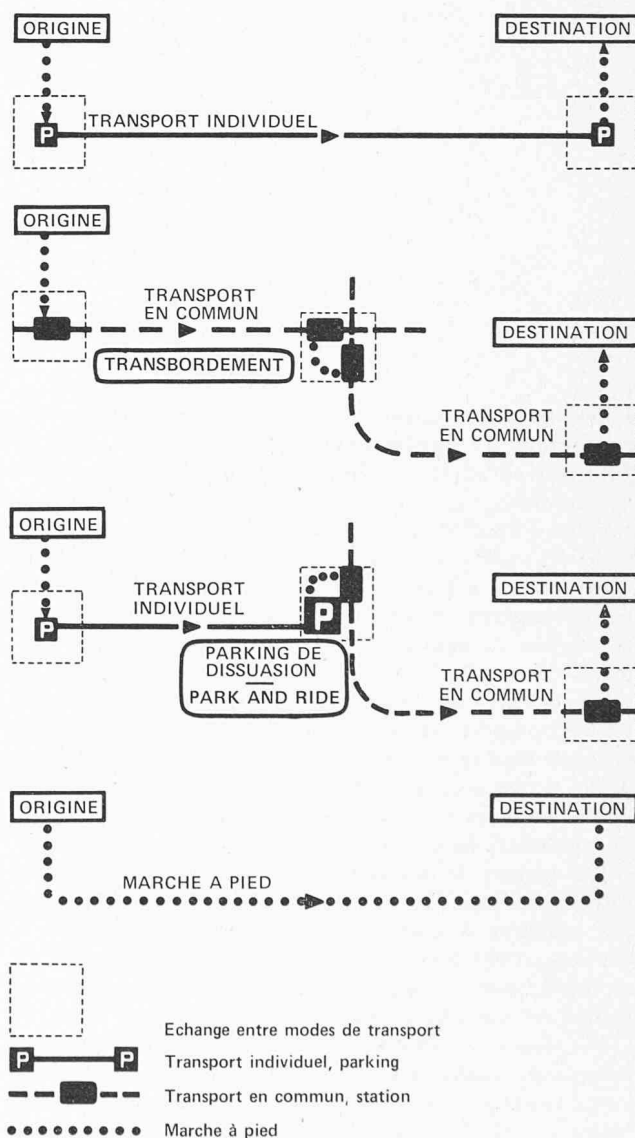 ORIGINE
DESTINATION
P
TRANSPORT INDIVIDUEL
P
ORIGINE
TRANSPORT
EN COMMUN
TRANSBORDEMENT
DESTINATION
TRANSPORT
EN COMMUN
ORIGINE
P
TRANSPORT
INDIVIDUEL
P
PARKING DE
DISSUASION
PARK AND RIDE
DESTINATION
TRANSPORT
EN COMMUN
ORIGINE
DESTINATION
MARCHE A PIED
Echange entre modes de transport
P P Transport individuel, parking
Transport en commun, station
Marche à pied